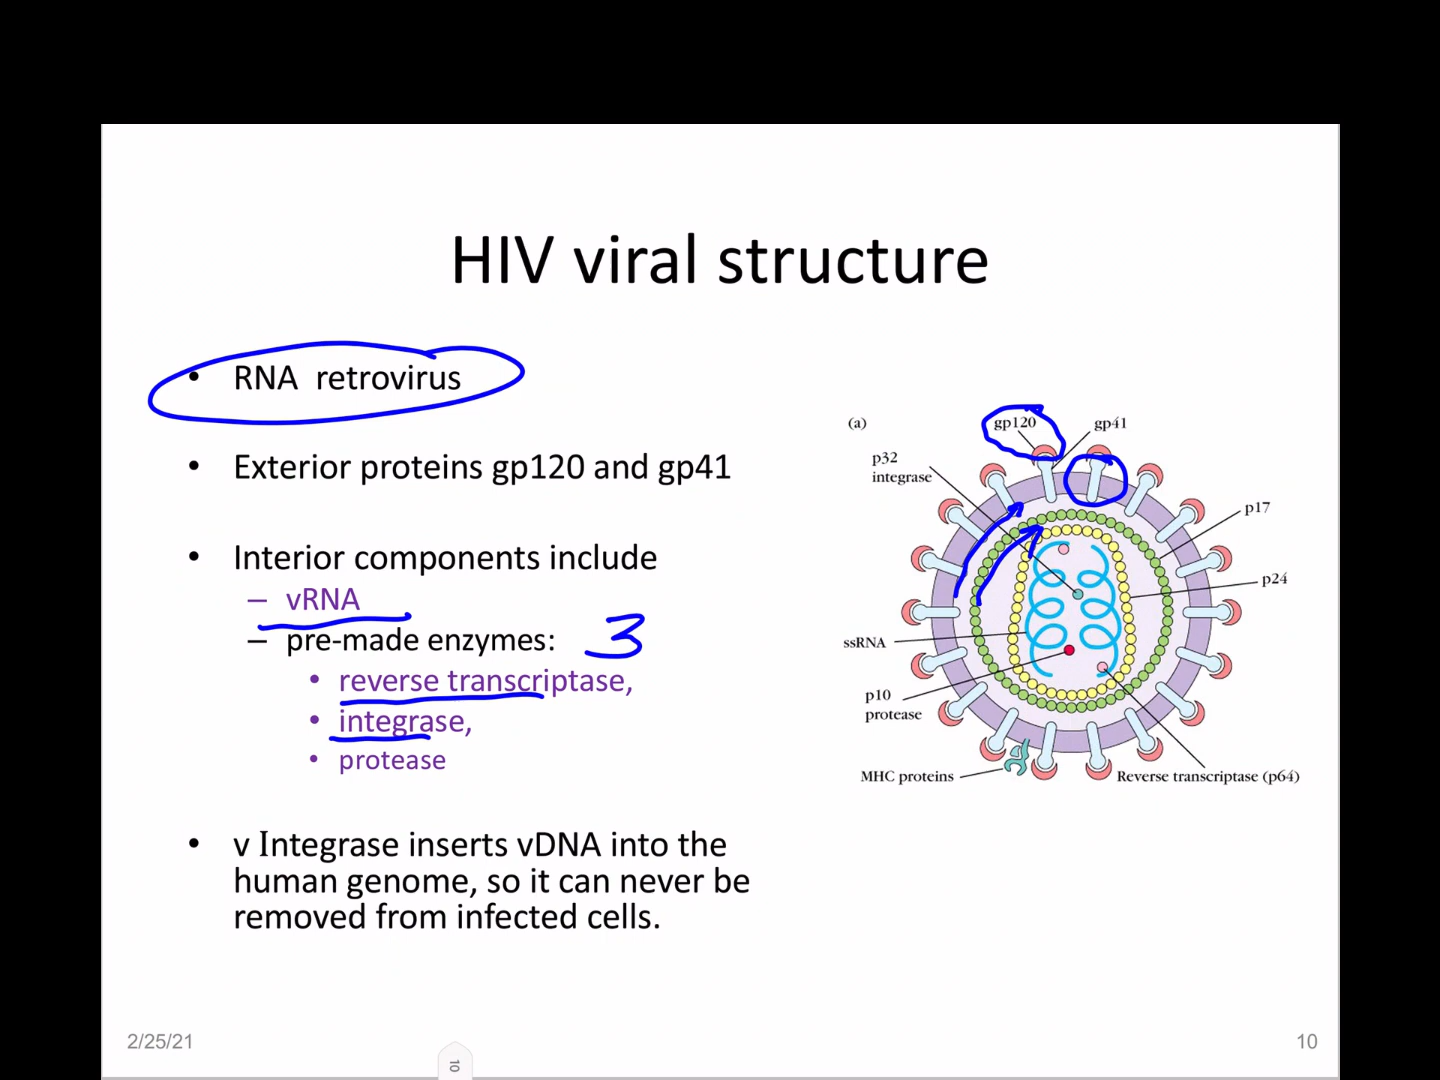 HIV viral structure
• RNA retrovirus
• Exterior proteins gp120 and gp41
• Interior components include
– vRNA
– pre-made enzymes: 3
• reverse transcriptase,
• integrase,
• protease
• v Integrase inserts vDNA into the
human genome, so it can never be
removed from infected cells.
(a)
gp120
gp41
p32
integrase
p17
p24
ssRNA
p10
protease
MHC proteins
Reverse transcriptase (p64)
2/25/21
10
10